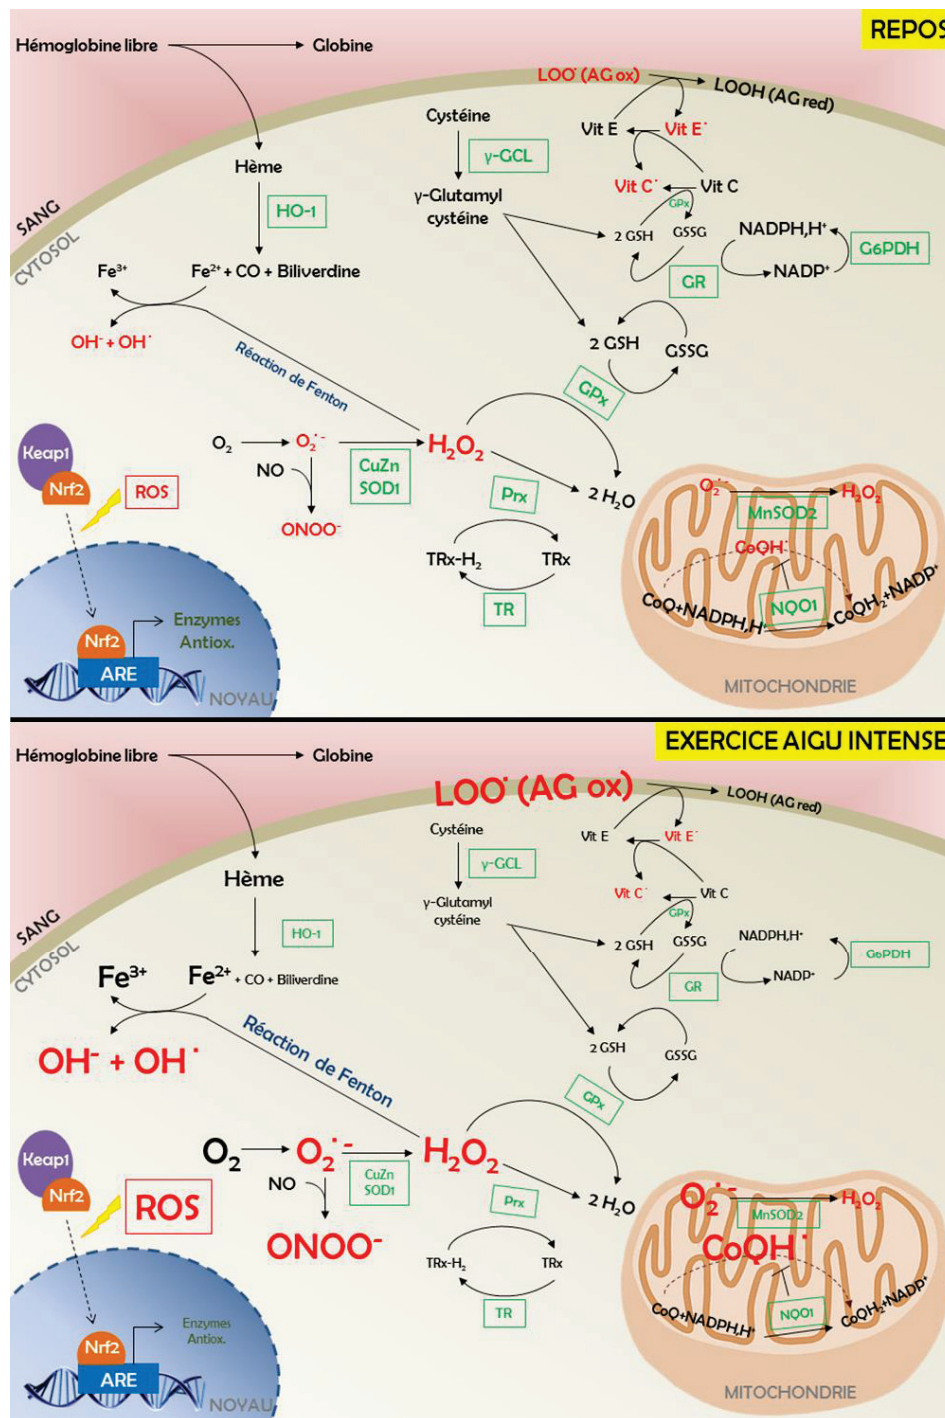 REPOS
Hémoglobine libre
Globine
LOO˙ (AG ox)
LOOH (AG red)
Cystéine
Vit E
Vit E˙
γ-GCL
Hème
Vit C˙
Vit C
γ-Glutamyl
cystéine
GPx
HO-1
2 GSH
GSSG
NADPH,H⁺
G6PDH
SANG
CYTOSOL
GR
NADP⁺
Fe³⁺
Fe²⁺ + CO + Biliverdine
OH⁻ + OH˙
2 GSH
GSSG
Réaction de Fenton
GPx
Keap1
Nrf2
ROS
O₂
O₂˙⁻
H₂O₂
NO
CuZn
SOD1
Prx
2 H₂O
ONOO⁻
O₂˙⁻
H₂O₂
MnSOD2
CoQH˙
TRx-H₂
TRx
NQO1
CoQ+NADPH,H⁺
CoQH₂+NADP⁺
TR
Enzymes
Antiox.
Nrf2
ARE
NOYAU
MITOCHONDRIE
EXERCICE AIGU INTENSE
Hémoglobine libre
Globine
LOO˙ (AG ox)
LOOH (AG red)
Cystéine
Vit E
Vit E˙
γ-GCL
Hème
Vit C˙
Vit C
γ-Glutamyl
cystéine
GPx
HO-1
2 GSH
GSSG
NADPH,H⁺
G6PDH
SANG
CYTOSOL
GR
NADP⁺
Fe³⁺
Fe²⁺ + CO + Biliverdine
OH⁻ + OH˙
2 GSH
GSSG
Réaction de Fenton
GPx
Keap1
Nrf2
ROS
O₂
O₂˙⁻
H₂O₂
NO
CuZn
SOD1
Prx
2 H₂O
ONOO⁻
O₂˙⁻
H₂O₂
MnSOD2
CoQH˙
TRx-H₂
TRx
NQO1
CoQ+NADPH,H⁺
CoQH₂+NADP⁺
TR
Enzymes
Antiox.
Nrf2
ARE
NOYAU
MITOCHONDRIE